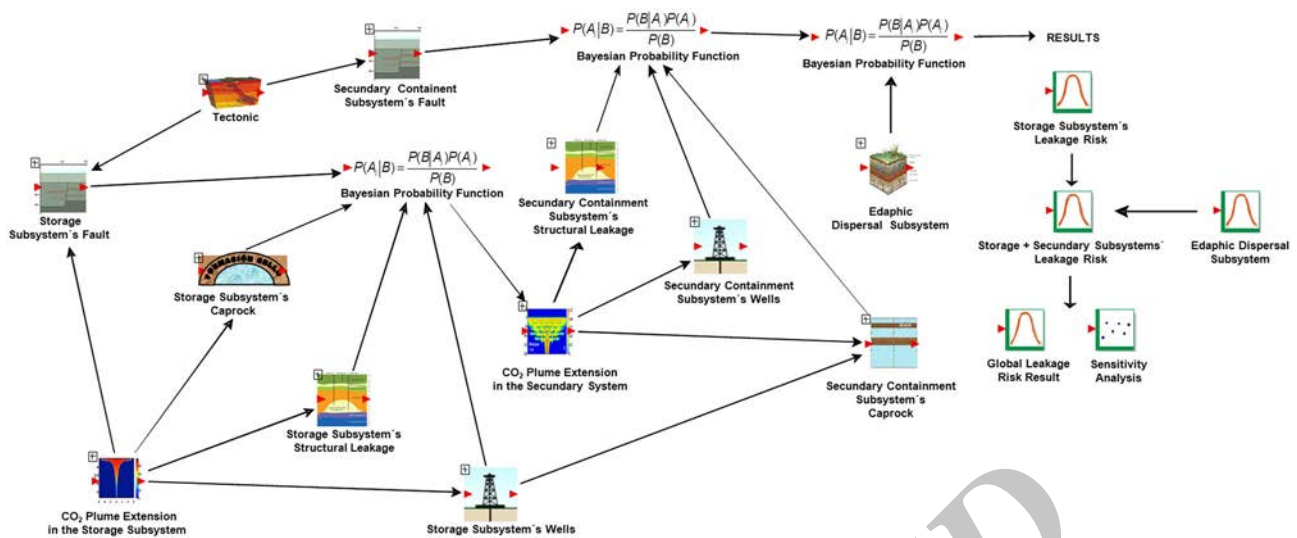 P(A|B) = P(B|A)P(A) / P(B)
Bayesian Probability Function
P(A|B) = P(B|A)P(A) / P(B)
Bayesian Probability Function
RESULTS
Secundary Containent
Subsystem´s Fault
Tectonic
Storage Subsystem´s
Leakage Risk
P(A|B) = P(B|A)P(A) / P(B)
Bayesian Probability Function
Storage
Subsystem´s Fault
Secundary Containment
Subsystem´s
Structural Leakage
Edaphic
Dispersal Subsystem
Storage + Secundary Subsystems´
Leakage Risk
Edaphic Dispersal
Subsystem
FORMACIÓN SELLO
Storage Subsystem´s
Caprock
Secundary Containment
Subsystem´s Wells
CO₂ Plume Extension
in the Secundary System
Secundary Containment
Subsystem´s
Caprock
Global Leakage
Risk Result
Sensitivity
Analysis
Storage Subsystem´s
Structural Leakage
CO₂ Plume Extension
in the Storage Subsystem
Storage Subsystem´s Wells